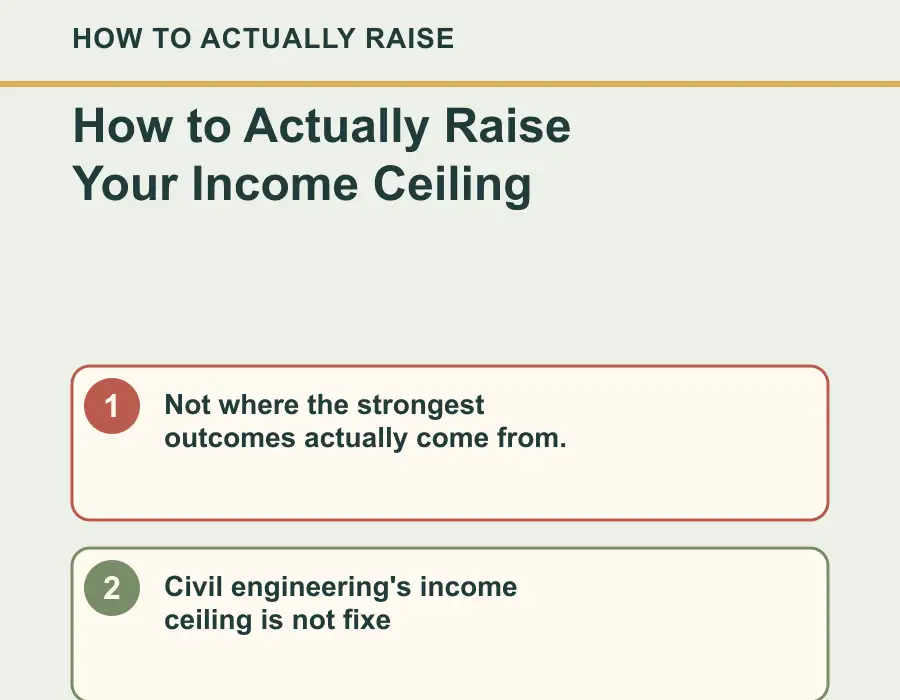 HOW TO ACTUALLY RAISE
How to Actually Raise
Your Income Ceiling
1
Not where the strongest
outcomes actually come from.
2
Civil engineering's income
ceiling is not fixe